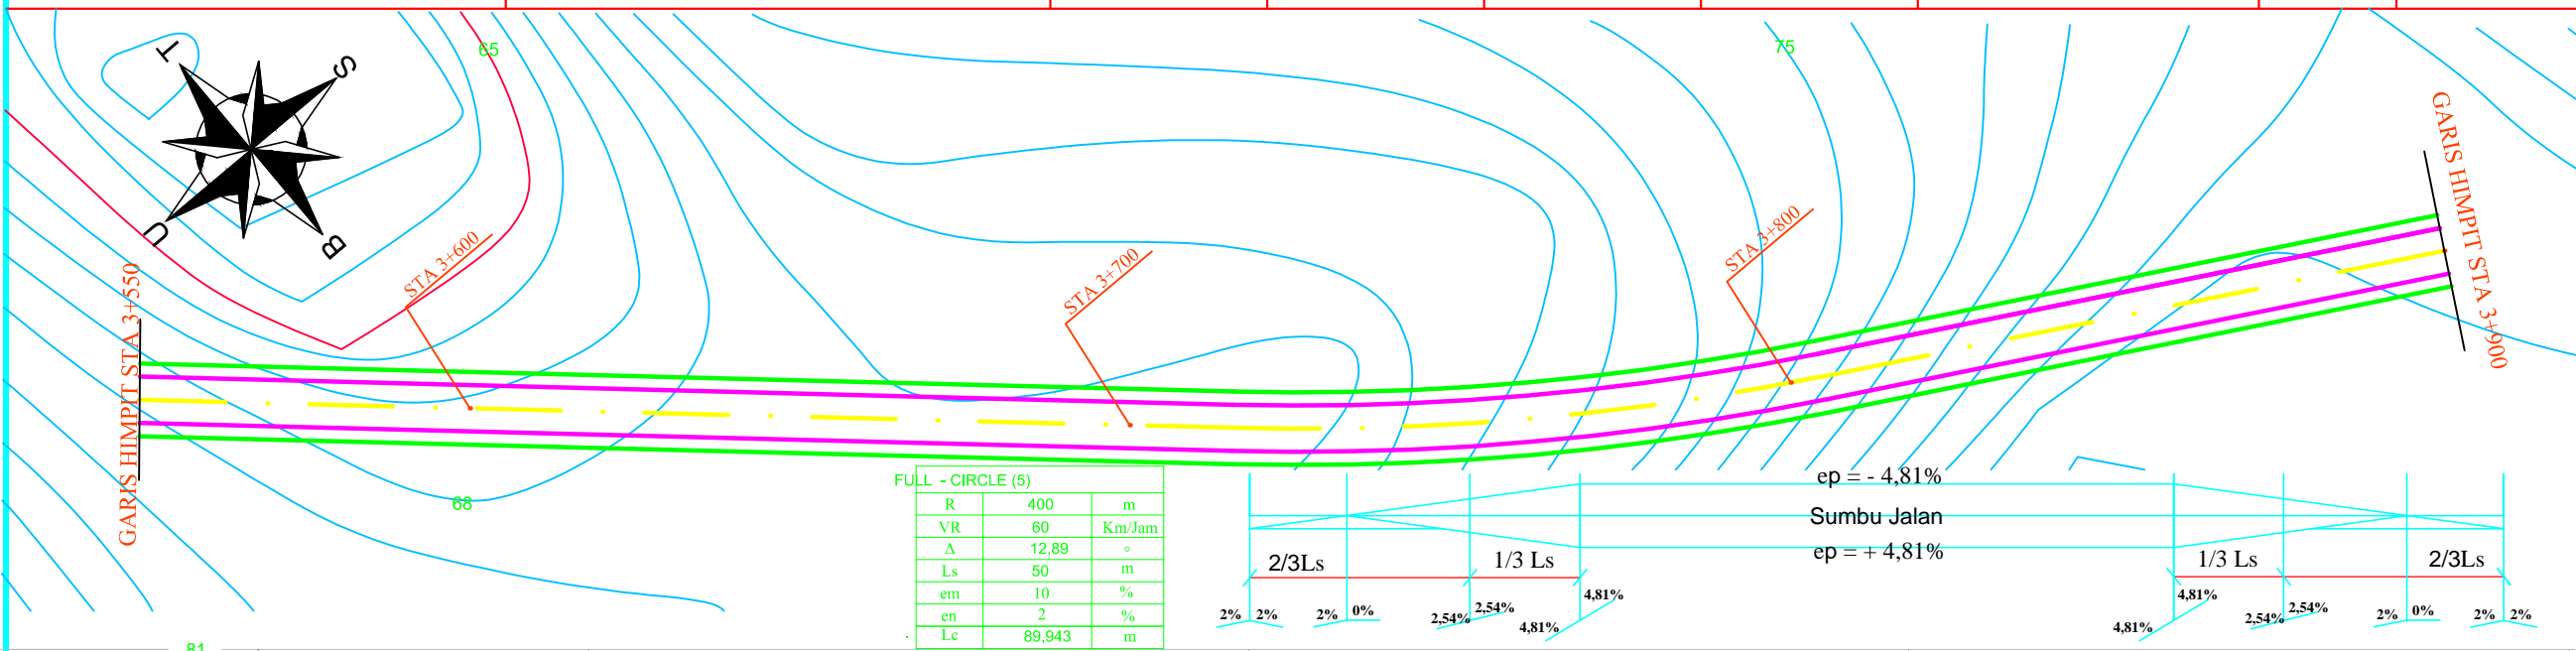 65
75
T
S
U
B
GARIS HIMPIT STA 3+550
STA 3+600
STA 3+700
STA 3+800
GARIS HIMPIT STA 3+900
68
81
FULL - CIRCLE (5)
R 400 m
VR 60 Km/Jam
Δ 12,89 °
Ls 50 m
em 10 %
en 2 %
Lc 89,943 m
ep = - 4,81%
Sumbu Jalan
ep = + 4,81%
2/3Ls 1/3 Ls 1/3 Ls 2/3Ls
2% 2% 2% 0% 2,54% 2,54% 4,81% 4,81%
4,81% 4,81% 2,54% 2,54% 2% 0% 2% 2%